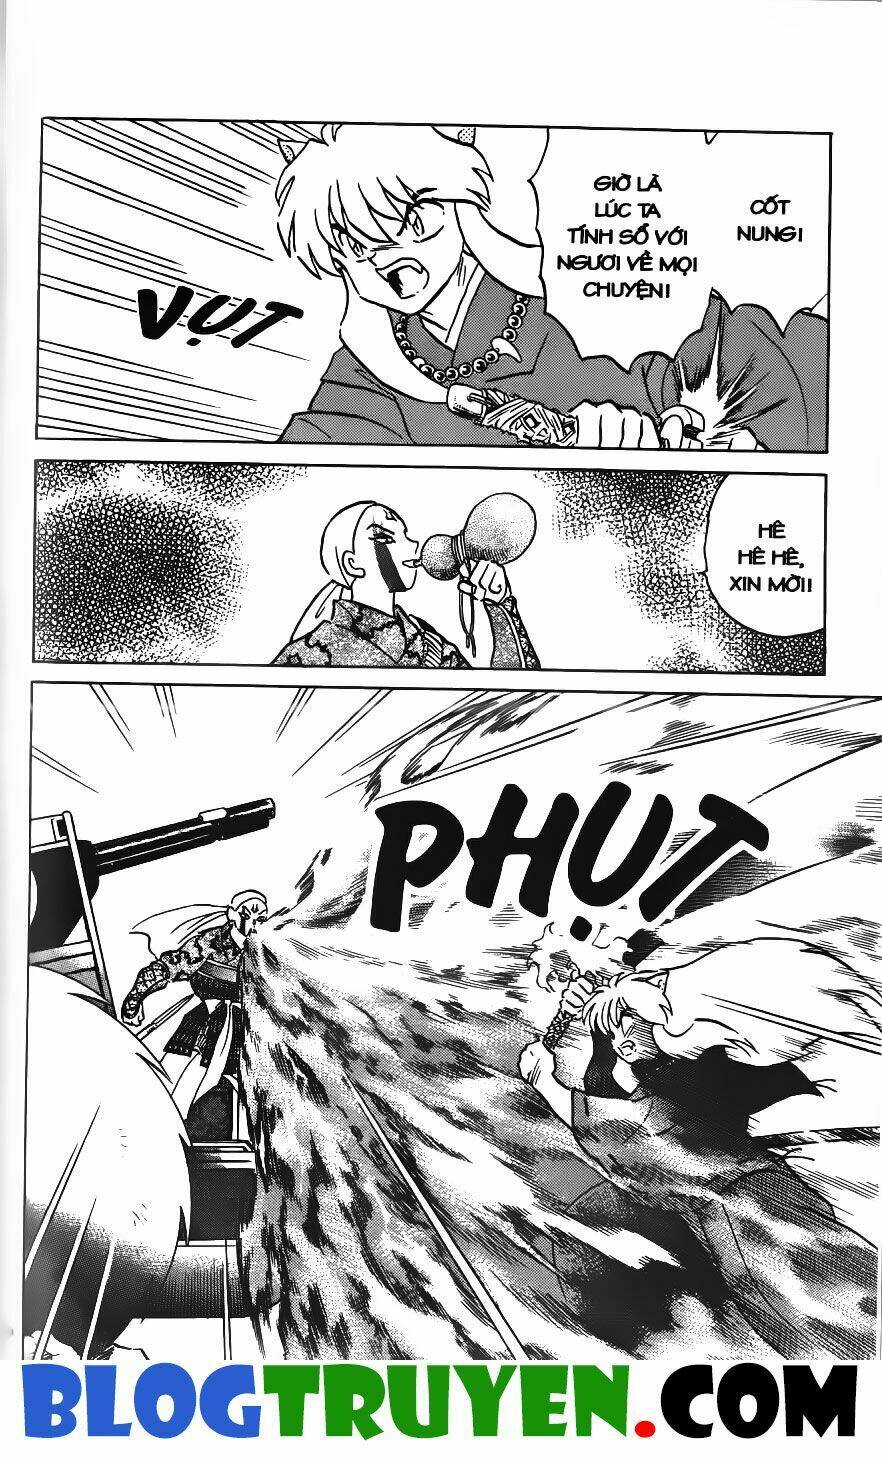 CỐT
NUNG!
GIỜ LÀ
LÚC TA
TÍNH SỔ VỚI
NGƯƠI VỀ MỌI
CHUYỆN!
VỤT
HÊ
HÊ HÊ,
XIN MỜI!
PHỤT
BLOGTRUYEN.COM